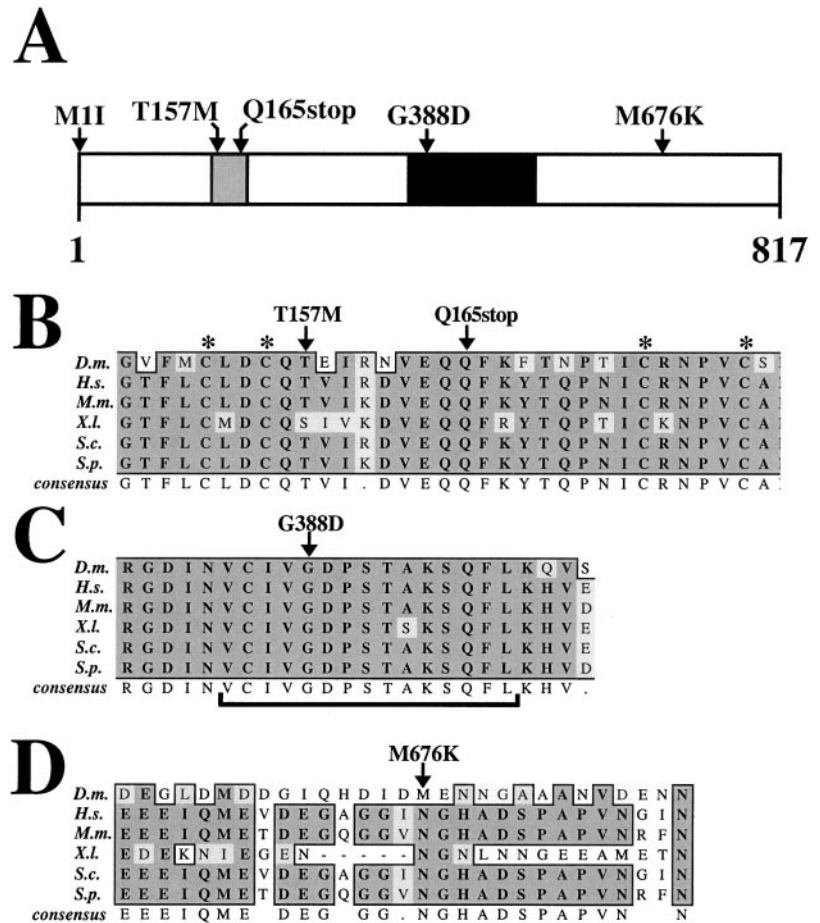 A
M1I T157M Q165stop G388D M676K
1 817
B
T157M Q165stop
* * * *
D.m. G V F M C L D C Q T E I R N V E Q Q F K F T N P T I C R N P V C S
H.s. G T F L C L D C Q T V I R D V E Q Q F K Y T Q P N I C R N P V C A
M.m. G T F L C L D C Q T V I K D V E Q Q F K Y T Q P N I C R N P V C A
X.l. G T F L C M D C Q S I V K D V E Q Q F R Y T Q P T I C K N P V C A
S.c. G T F L C L D C Q T V I R D V E Q Q F K Y T Q P N I C R N P V C A
S.p. G T F L C L D C Q T V I K D V E Q Q F K Y T Q P N I C R N P V C A
consensus G T F L C L D C Q T V I . D V E Q Q F K Y T Q P N I C R N P V C A
C
G388D
D.m. R G D I N V C I V G D P S T A K S Q F L K Q V S
H.s. R G D I N V C I V G D P S T A K S Q F L K H V E
M.m. R G D I N V C I V G D P S T A K S Q F L K H V D
X.l. R G D I N V C I V G D P S T S K S Q F L K H V E
S.c. R G D I N V C I V G D P S T A K S Q F L K H V E
S.p. R G D I N V C I V G D P S T A K S Q F L K H V D
consensus R G D I N V C I V G D P S T A K S Q F L K H V .
D
M676K
D.m. D E G L D M D D G I Q H D I D M E N N G A A A N V D E N N
H.s. E E E I Q M E V D E G A G G I N G H A D S P A P V N G I N
M.m. E E E I Q M E T D E G Q G G V N G H A D S P A P V N R F N
X.l. E D E K N I E G E N - - - - - N G N L N N G E E A M E T N
S.c. E E E I Q M E V D E G A G G I N G H A D S P A P V N G I N
S.p. E E E I Q M E T D E G Q G G V N G H A D S P A P V N R F N
consensus E E E I Q M E D E G G G . N G H A D S P A P V N N